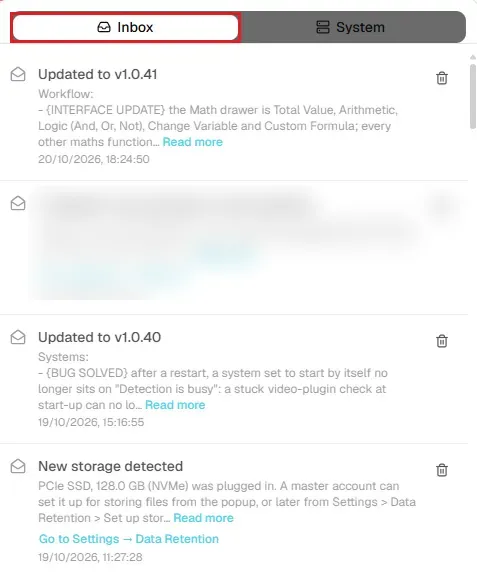 Inbox
System
Updated to v1.0.41
Workflow:
- {INTERFACE UPDATE} the Math drawer is Total Value, Arithmetic,
Logic (And, Or, Not), Change Variable and Custom Formula; every
other maths function... Read more
20/10/2026, 18:24:50
Updated to v1.0.40
Systems:
- {BUG SOLVED} after a restart, a system set to start by itself no
longer sits on "Detection is busy": a stuck video-plugin check at
start-up can no lo... Read more
19/10/2026, 15:16:55
New storage detected
PCIe SSD, 128.0 GB (NVMe) was plugged in. A master account can
set it up for storing files from the popup, or later from Settings > Data
Retention > Set up stor... Read more
Go to Settings → Data Retention
19/10/2026, 11:27:28